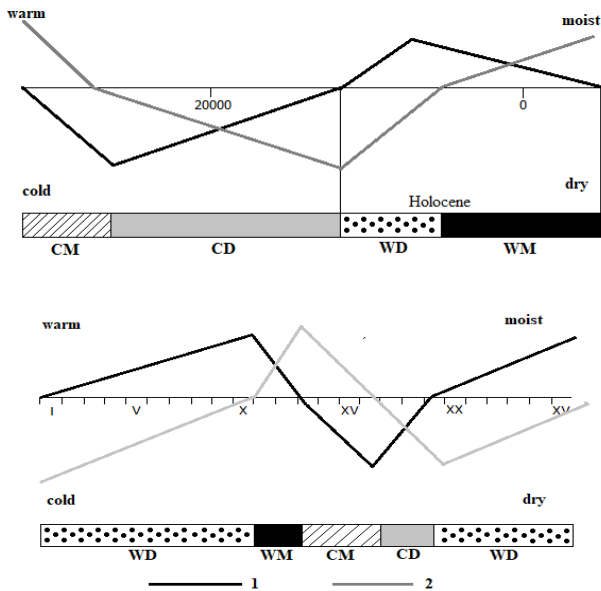 warm
moist
20000
0
cold
dry
Holocene
CM CD WD WM
warm
moist
I V X XV XX XV
cold
dry
WD WM CM CD WD
1 2